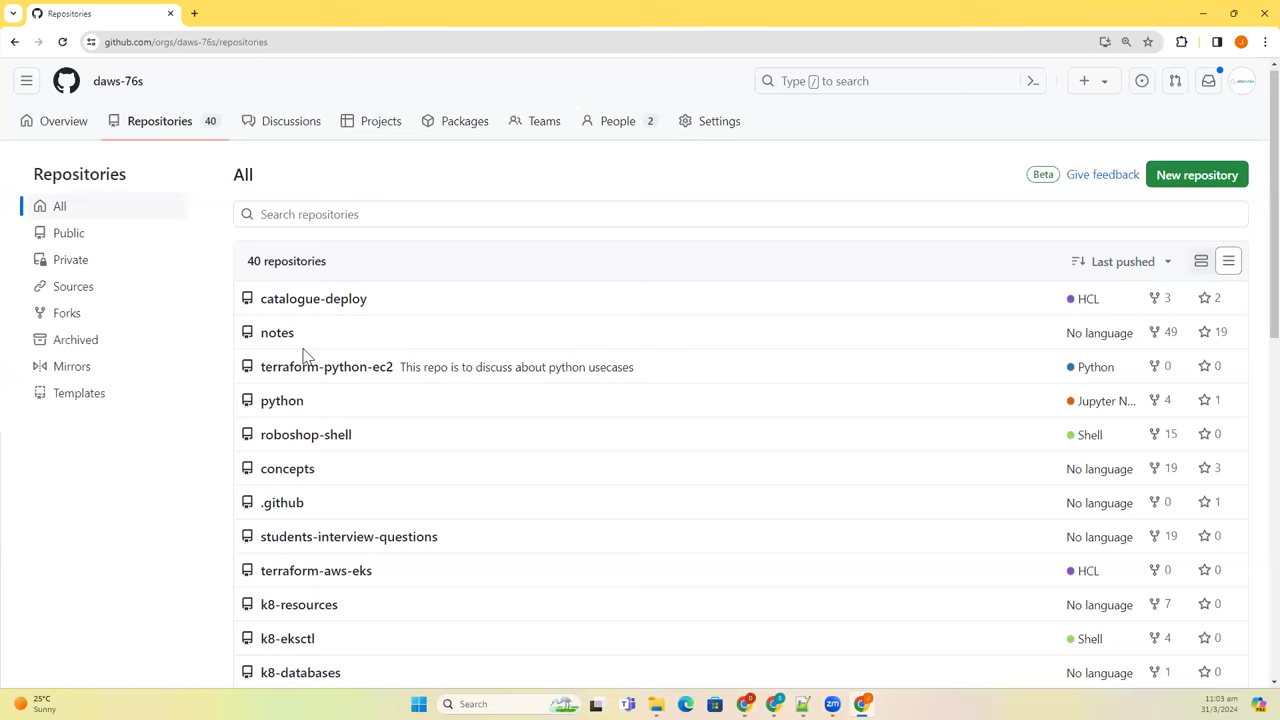 Repositories
github.com/orgs/daws-76s/repositories
daws-76s
Type / to search
Overview Repositories 40 Discussions Projects Packages Teams People 2 Settings
Repositories
All
Public
Private
Sources
Forks
Archived
Mirrors
Templates
All
Beta Give feedback New repository
Search repositories
40 repositories Last pushed
catalogue-deploy HCL 3 2
notes No language 49 19
terraform-python-ec2 This repo is to discuss about python usecases Python 0 0
python Jupyter N... 4 1
roboshop-shell Shell 15 0
concepts No language 19 3
.github No language 0 1
students-interview-questions No language 19 0
terraform-aws-eks HCL 0 0
k8-resources No language 7 0
k8-eksctl Shell 4 0
k8-databases No language 1 0
25°C
Sunny
Search
zm
11:03 am
31/3/2024